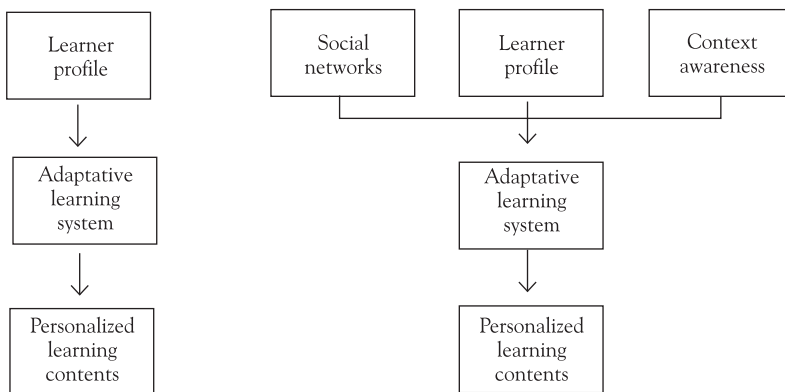 Learner
profile
Adaptative
learning
system
Personalized
learning
contents
Social
networks
Learner
profile
Context
awareness
Adaptative
learning
system
Personalized
learning
contents